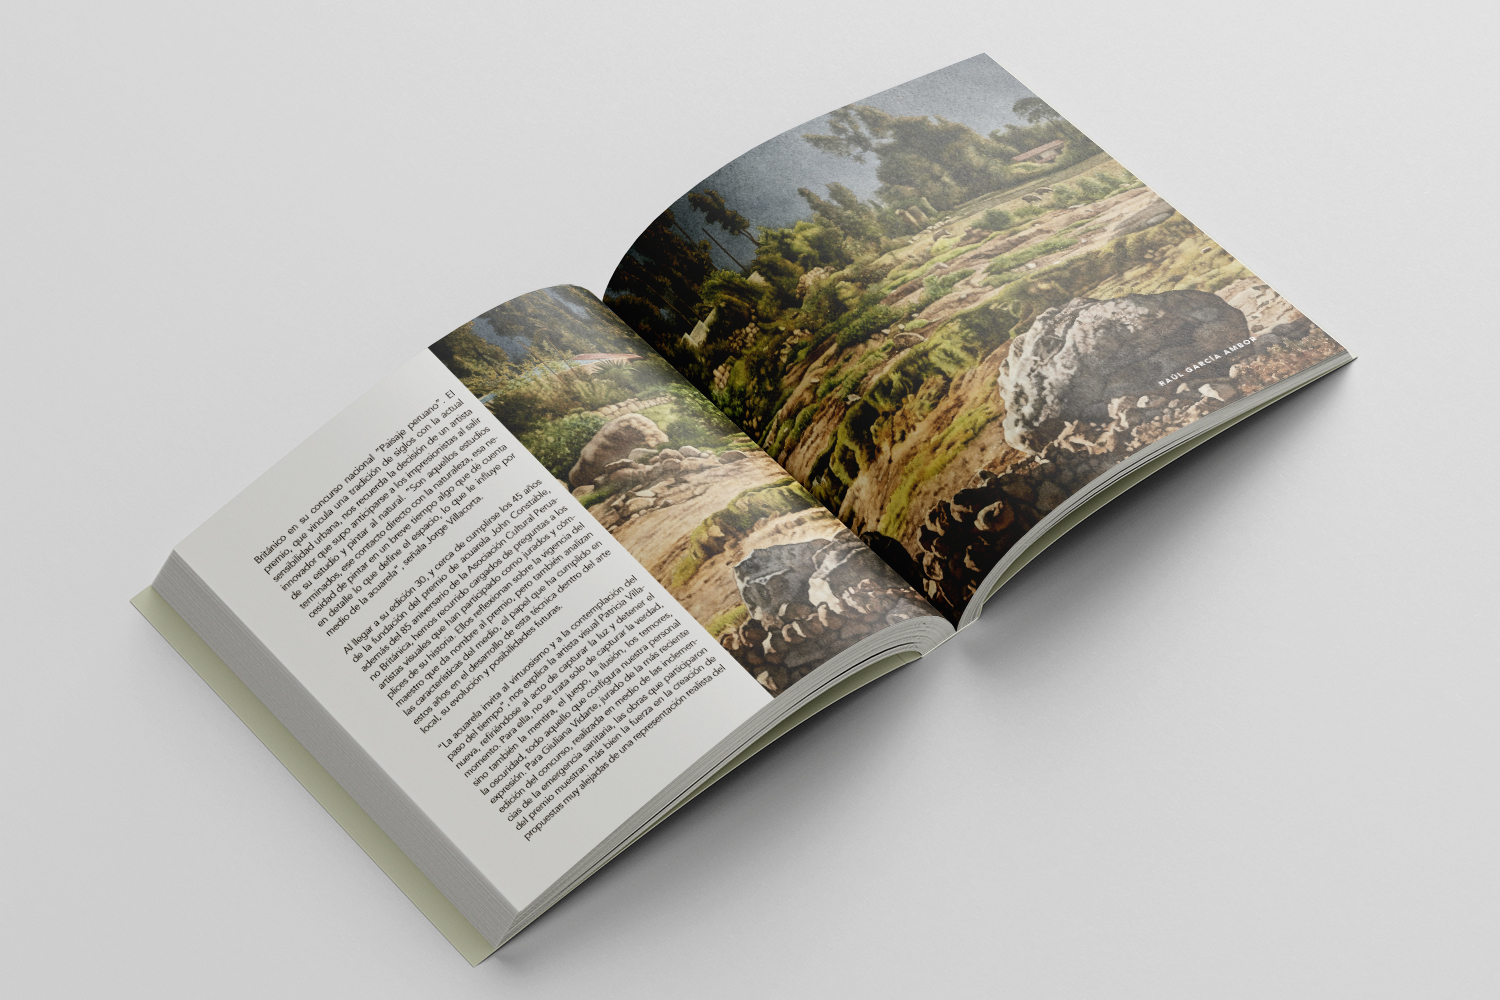 Británico en su concurso nacional "Paisaje peruano". El
premio, que vincula una tradición de siglos con la actual
sensibilidad urbana, nos recuerda la decisión de un artista
innovador que supo anticiparse a los impresionistas al salir
de su estudio y pintar al natural. "Son aquellos estudios
terminados, ese contacto directo con la naturaleza, esa ne-
cesidad de pintar en un breve tiempo algo que dé cuenta
en detalle lo que define el espacio, lo que le influye por
medio de la acuarela", señala Jorge Villacorta.
Al llegar a su edición 30, y cerca de cumplirse los 45 años
de la fundación del premio de acuarela John Constable,
además del 85 aniversario de la Asociación Cultural Perua-
no Británica, hemos recurrido cargados de preguntas a los
artistas visuales que han participado como jurados y cóm-
plices de su historia. Ellos reflexionan sobre la vigencia del
maestro que da nombre al premio, pero también analizan
las características del medio, el papel que ha cumplido en
estos años en el desarrollo de esta técnica dentro del arte
local, su evolución y posibilidades futuras.
"La acuarela invita al virtuosismo y a la contemplación del
paso del tiempo", nos explica la artista visual Patricia Villa-
nueva, refiriéndose al acto de capturar la luz y detener el
momento. Para ella, no se trata solo de capturar la verdad,
sino también la mentira, el juego, la ilusión, los temores,
la oscuridad, todo aquello que configura nuestra personal
expresión. Para Giuliana Vidarte, jurado de la más reciente
edición del concurso, realizada en medio de las inclemen-
cias de la emergencia sanitaria, las obras que participaron
del premio muestran más bien la fuerza en la creación de
propuestas muy alejadas de una representación realista del
RAÚL GARCÍA AMBOR